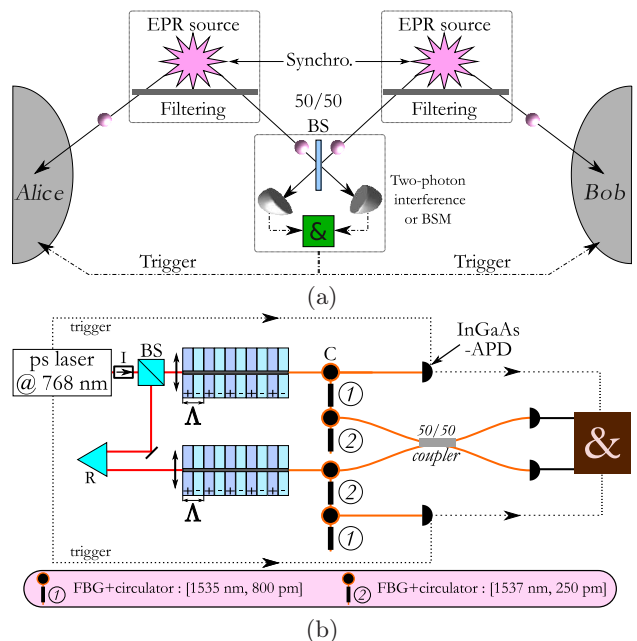 EPR source
EPR source
Synchro.
Filtering
Filtering
50/50
BS
Alice
Bob
Two-photon
interference
or BSM
&
Trigger
Trigger
(a)
trigger
InGaAs
-APD
ps laser
@ 768 nm
I
BS
C
1
+ - + - + - + - + -
Λ
2
50/50
coupler
&
R
2
+ - + - + - + - + -
Λ
1
trigger
1 FBG+circulator : [1535 nm, 800 pm]
2 FBG+circulator : [1537 nm, 250 pm]
(b)